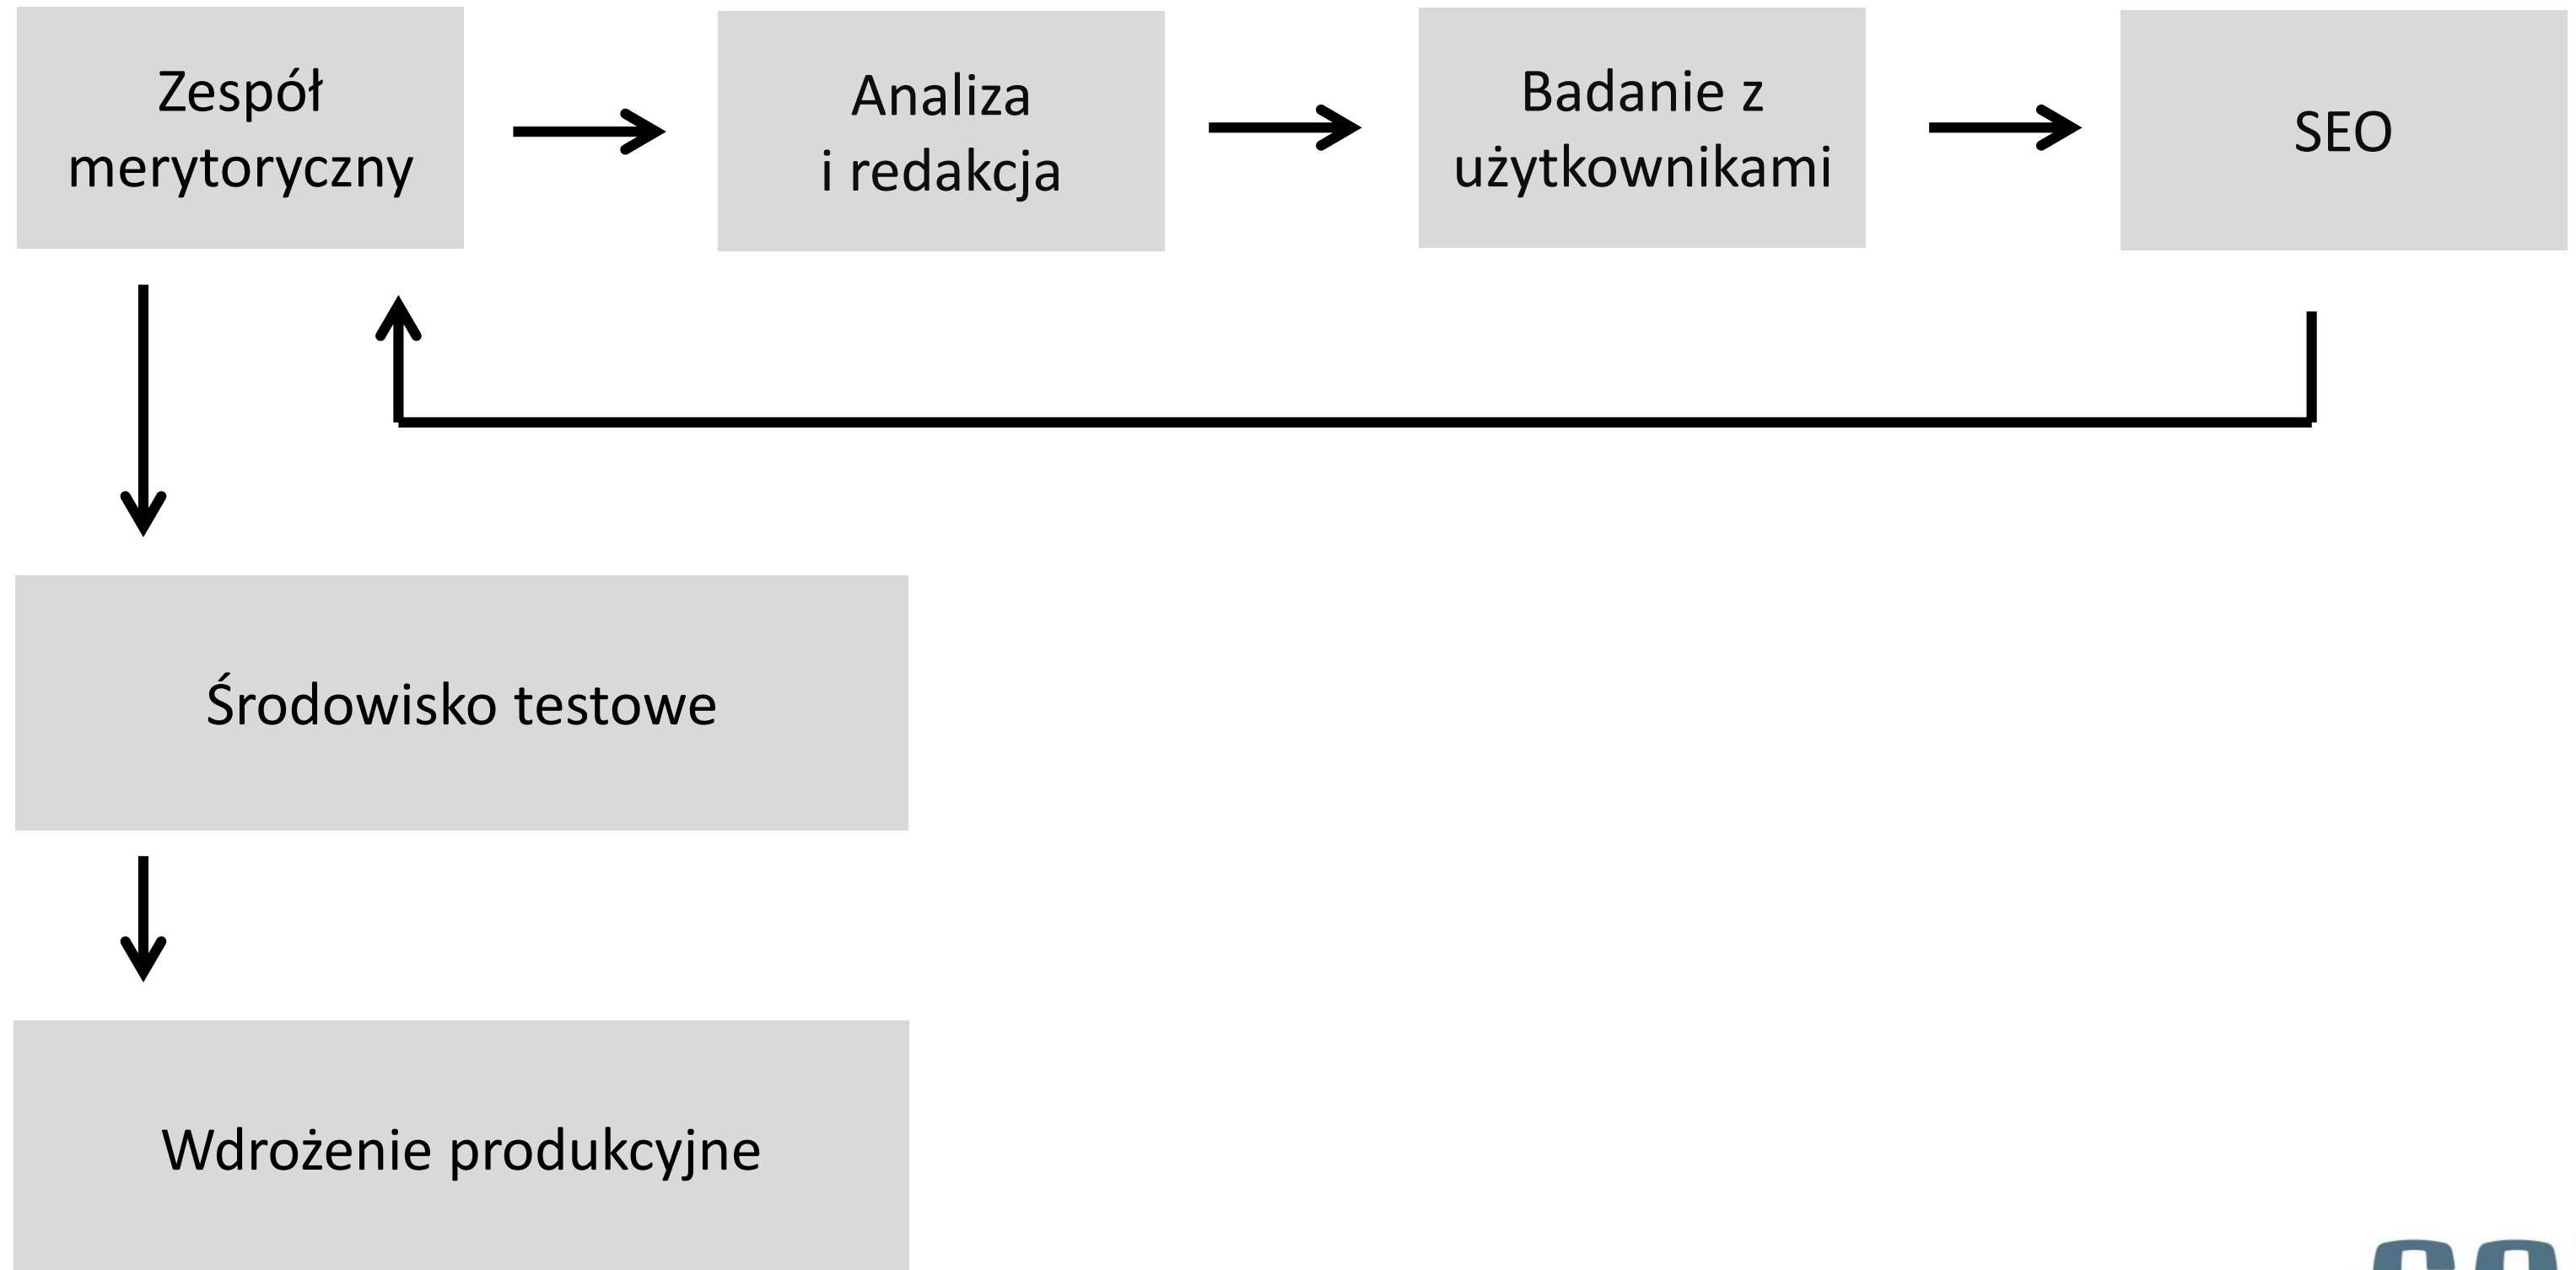 Zespół
merytoryczny
Analiza
i redakcja
Badanie z
użytkownikami
SEO
Środowisko testowe
Wdrożenie produkcyjne